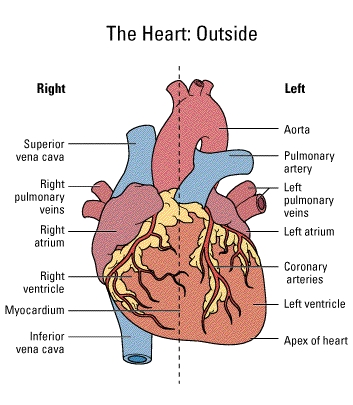 The Heart: Outside
Right
Left
Superior
vena cava
Right
pulmonary
veins
Right
atrium
Right
ventricle
Myocardium
Inferior
vena cava
Aorta
Pulmonary
artery
Left
pulmonary
veins
Left atrium
Coronary
arteries
Left ventricle
Apex of heart